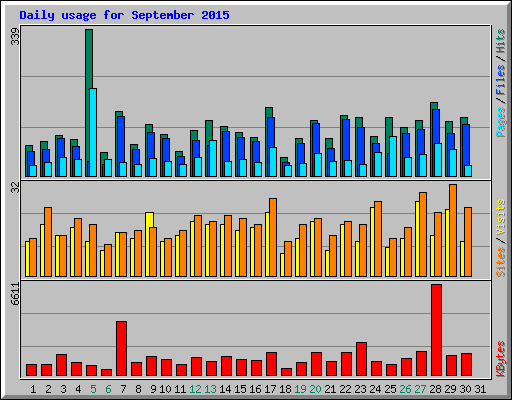 Daily usage for September 2015
339
Pages / Files / Hits
32
Sites / Visits
6611
KBytes
1 2 3 4 5 6 7 8 9 10 11 12 13 14 15 16 17 18 19 20 21 22 23 24 25 26 27 28 29 30 31